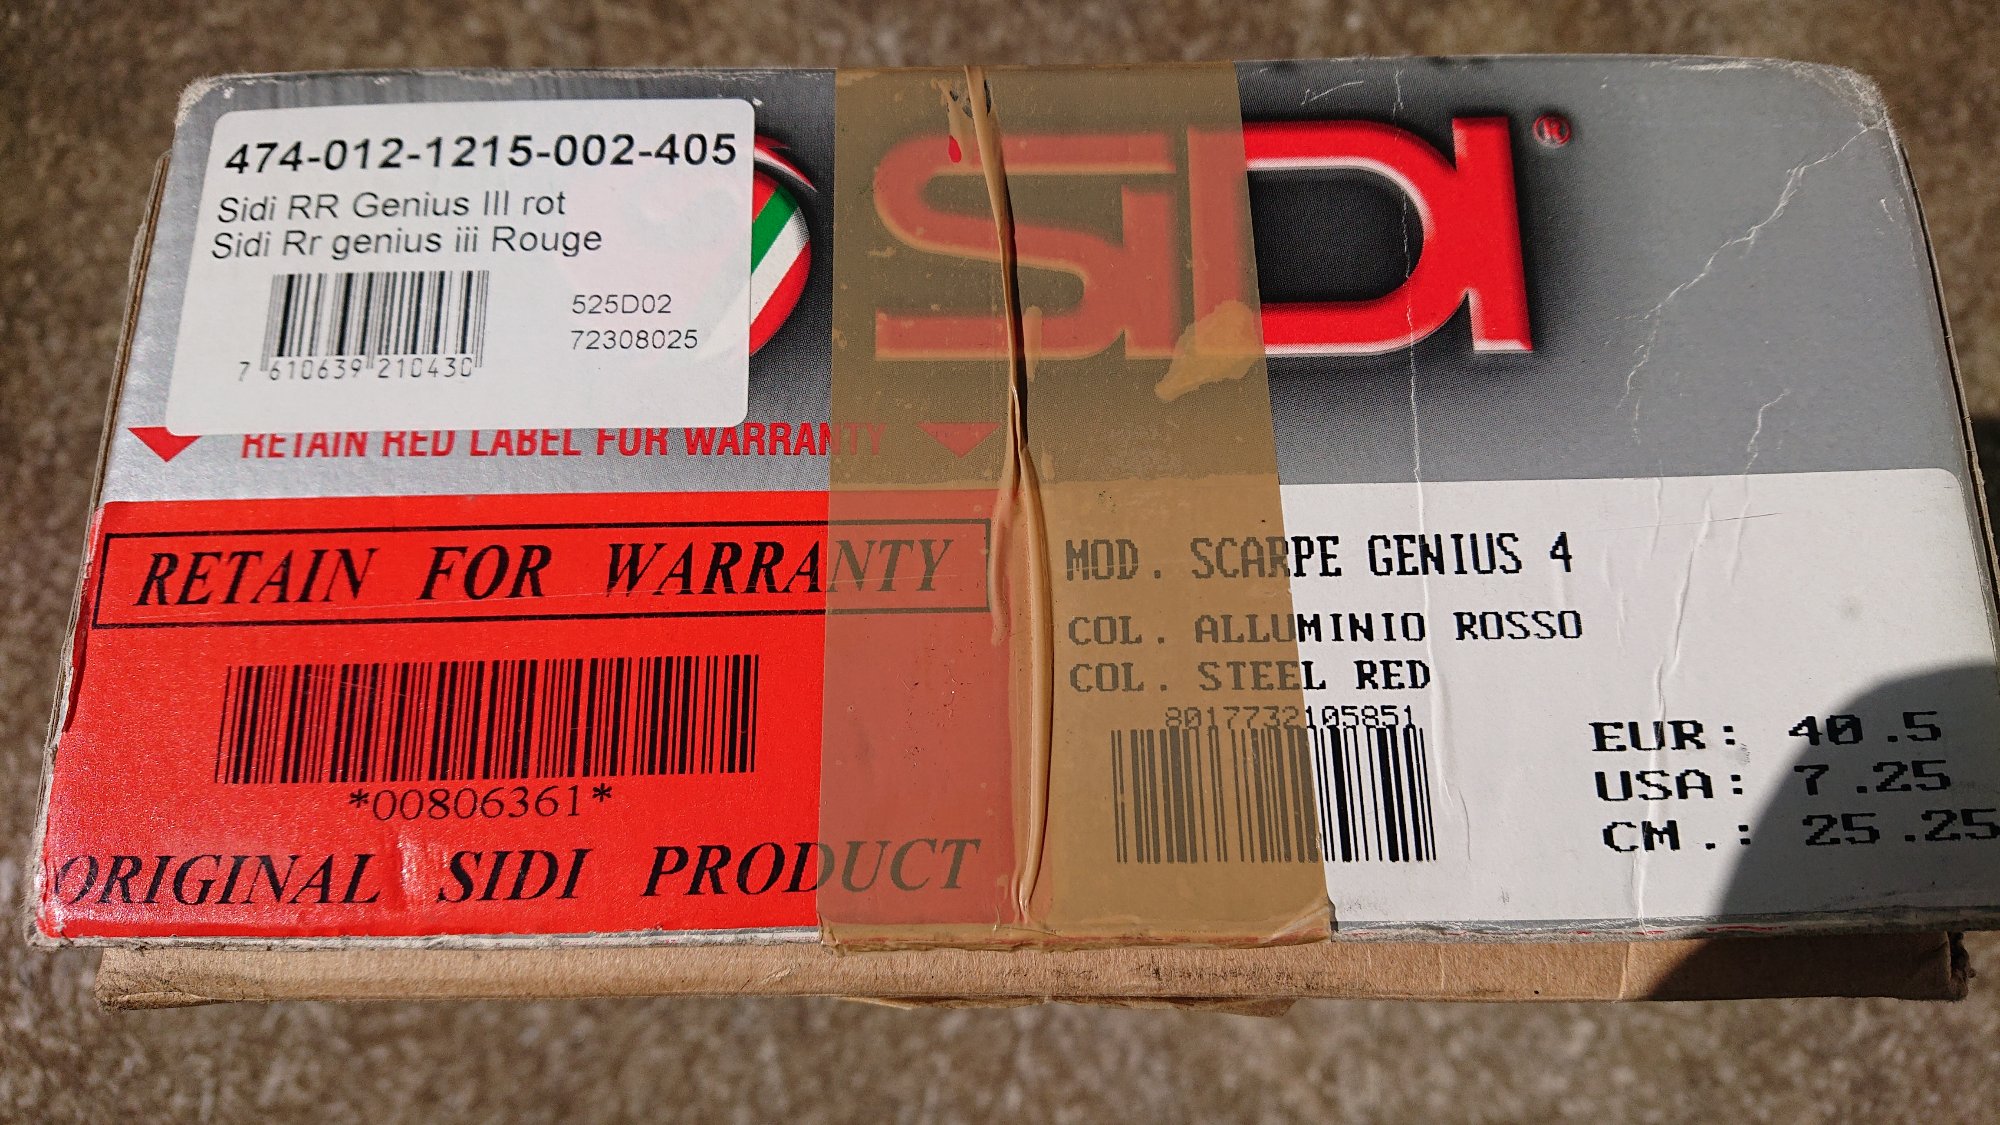 474-012-1215-002-405
Sidi RR Genius III rot
Sidi Rr genius iii Rouge
525D02
72308025
7 610639 210430
SIDI ®
RETAIN RED LABEL FOR WARRANTY
RETAIN FOR WARRANTY
*00806361*
ORIGINAL SIDI PRODUCT
MOD. SCARPE GENIUS 4
COL. ALLUMINIO ROSSO
COL. STEEL RED
8017732105851
EUR: 40.5
USA: 7.25
CM.: 25.25